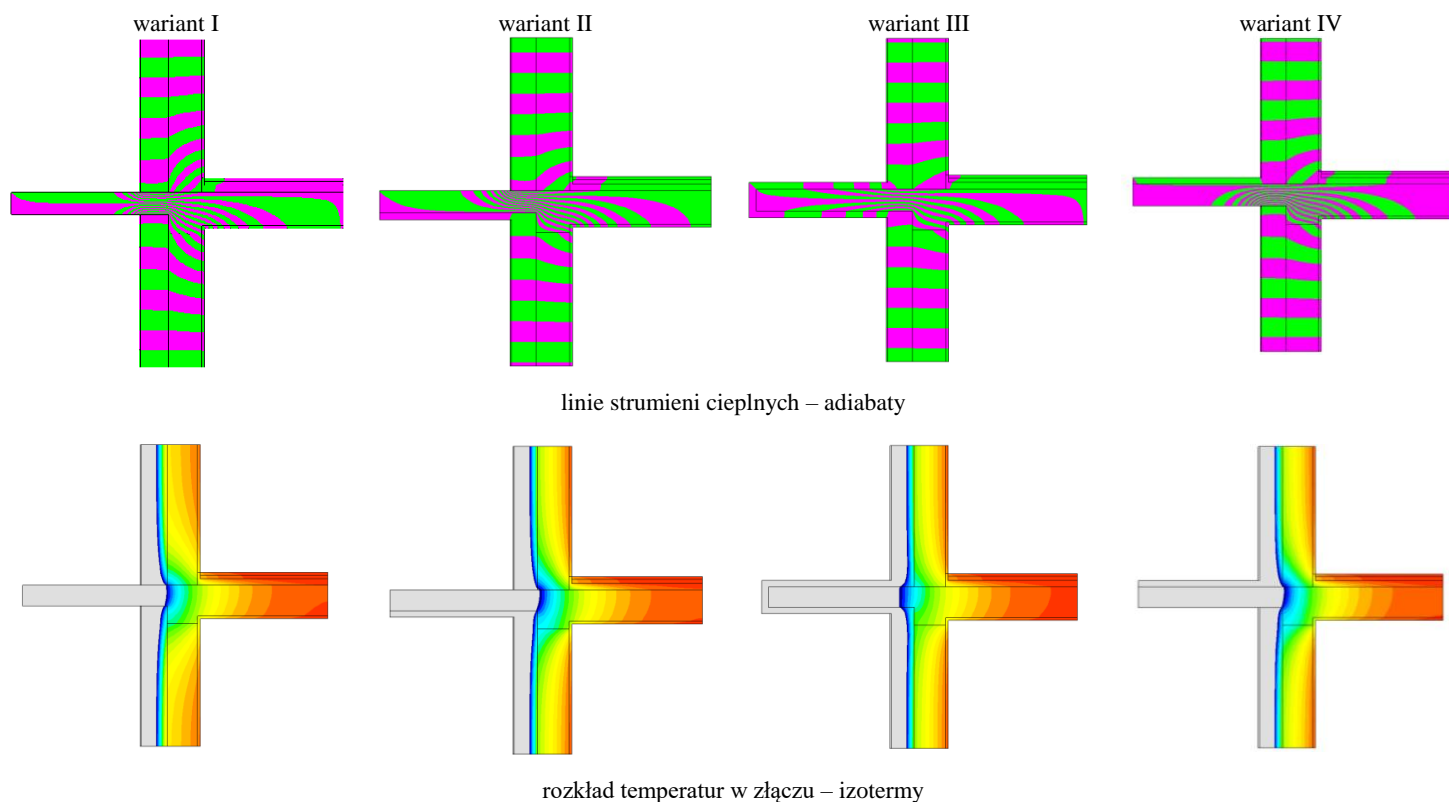 wariant I
wariant II
wariant III
wariant IV
linie strumieni cieplnych – adiabaty
rozkład temperatur w złączu – izotermy